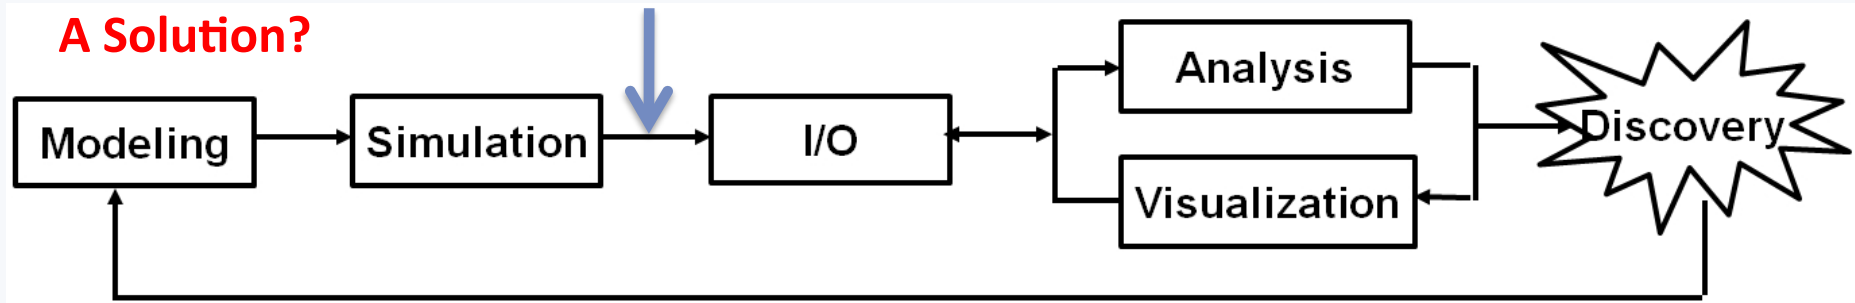 A Solution?
Modeling
Simulation
I/O
Analysis
Visualization
Discovery